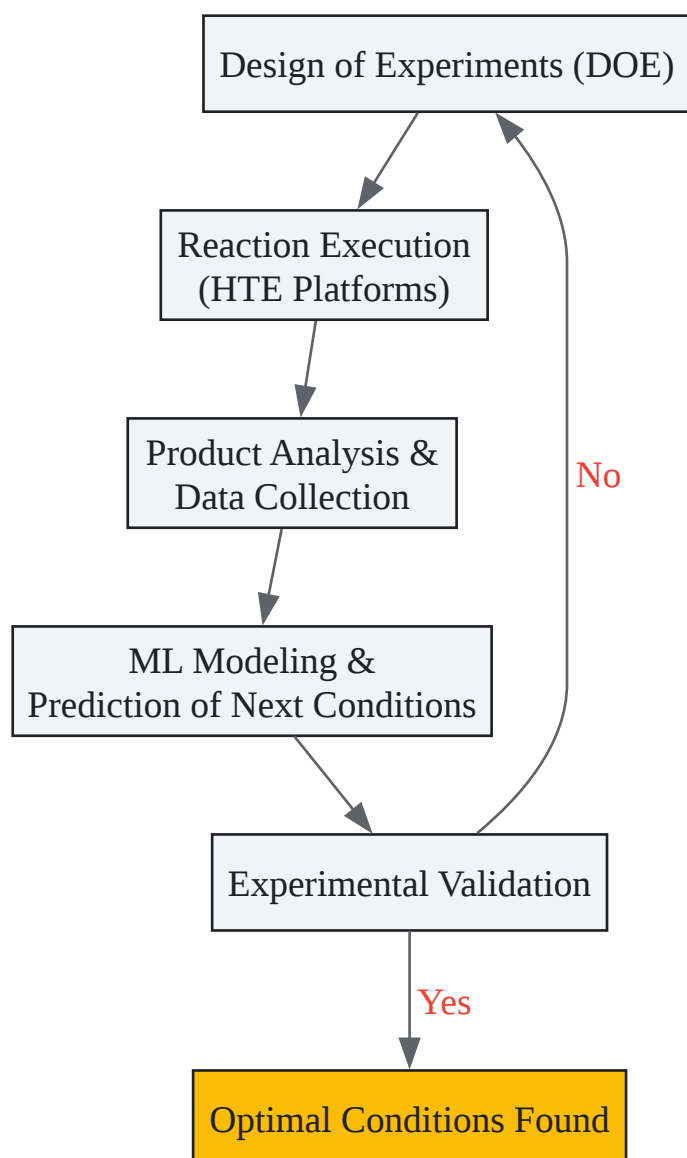 Design of Experiments (DOE)
Reaction Execution
(HTE Platforms)
Product Analysis &
Data Collection
No
ML Modeling &
Prediction of Next Conditions
Experimental Validation
Yes
Optimal Conditions Found